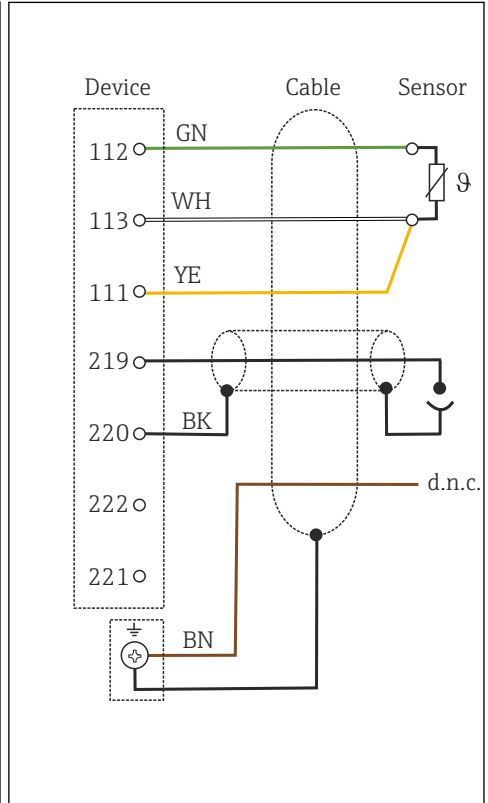 Device Cable Sensor
GN
112
ϑ
WH
113
YE
111
219
BK
220
d.n.c.
222
221
BN